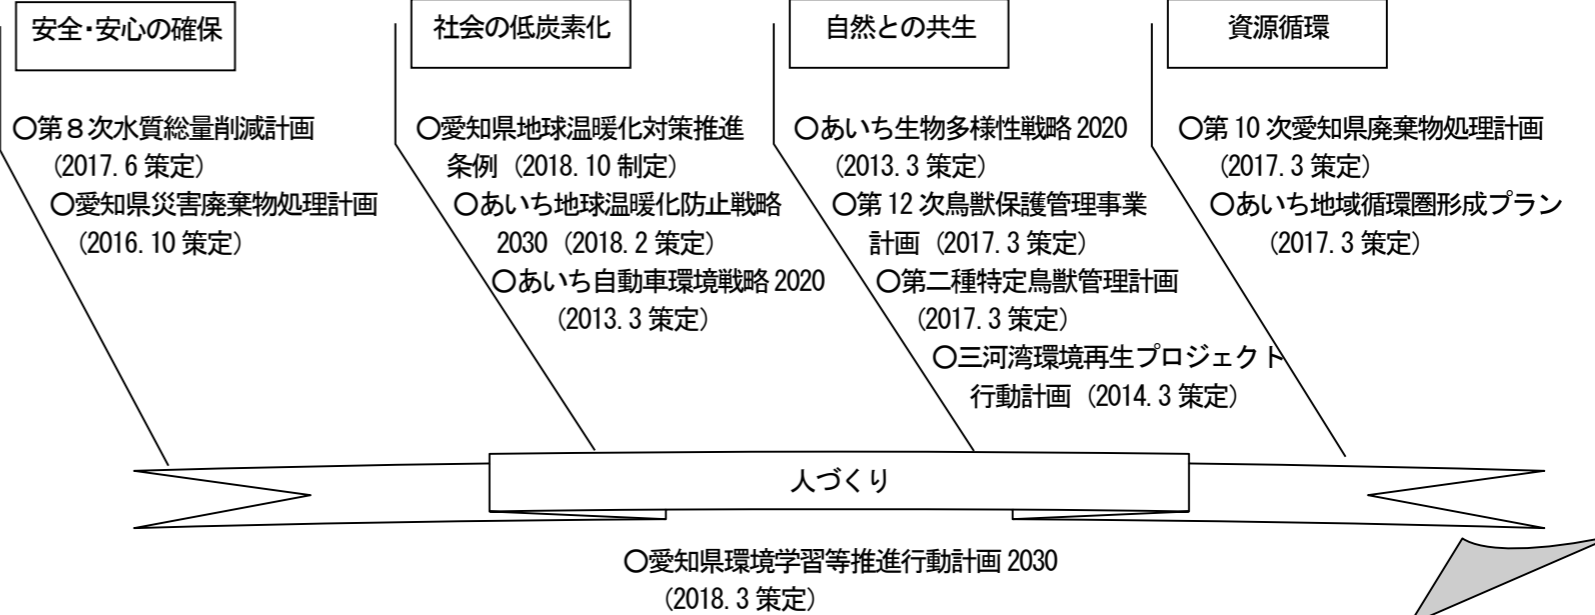 安全・安心の確保
○第８次水質総量削減計画
（2017.6 策定）
○愛知県災害廃棄物処理計画
（2016.10 策定）
社会の低炭素化
○愛知県地球温暖化対策推進
条例（2018.10 制定）
○あいち地球温暖化防止戦略
2030（2018.2 策定）
○あいち自動車環境戦略 2020
（2013.3 策定）
自然との共生
○あいち生物多様性戦略 2020
（2013.3 策定）
○第 12 次鳥獣保護管理事業
計画（2017.3 策定）
○第二種特定鳥獣管理計画
（2017.3 策定）
○三河湾環境再生プロジェクト
行動計画（2014.3 策定）
資源循環
○第 10 次愛知県廃棄物処理計画
（2017.3 策定）
○あいち地域循環圏形成プラン
（2017.3 策定）
人づくり
○愛知県環境学習等推進行動計画 2030
（2018.3 策定）